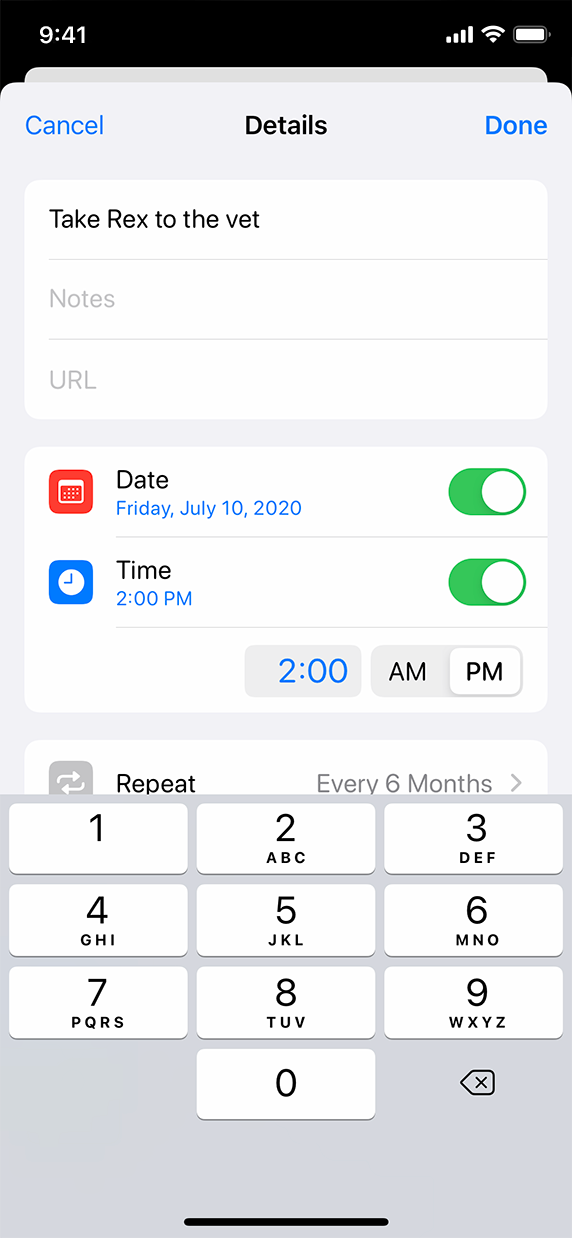 9:41
Cancel Details Done
Take Rex to the vet
Notes
URL
Date
Friday, July 10, 2020
Time
2:00 PM
2:00 AM PM
Repeat Every 6 Months
1 2 3
ABC DEF
4 5 6
GHI JKL MNO
7 8 9
PQRS TUV WXYZ
0